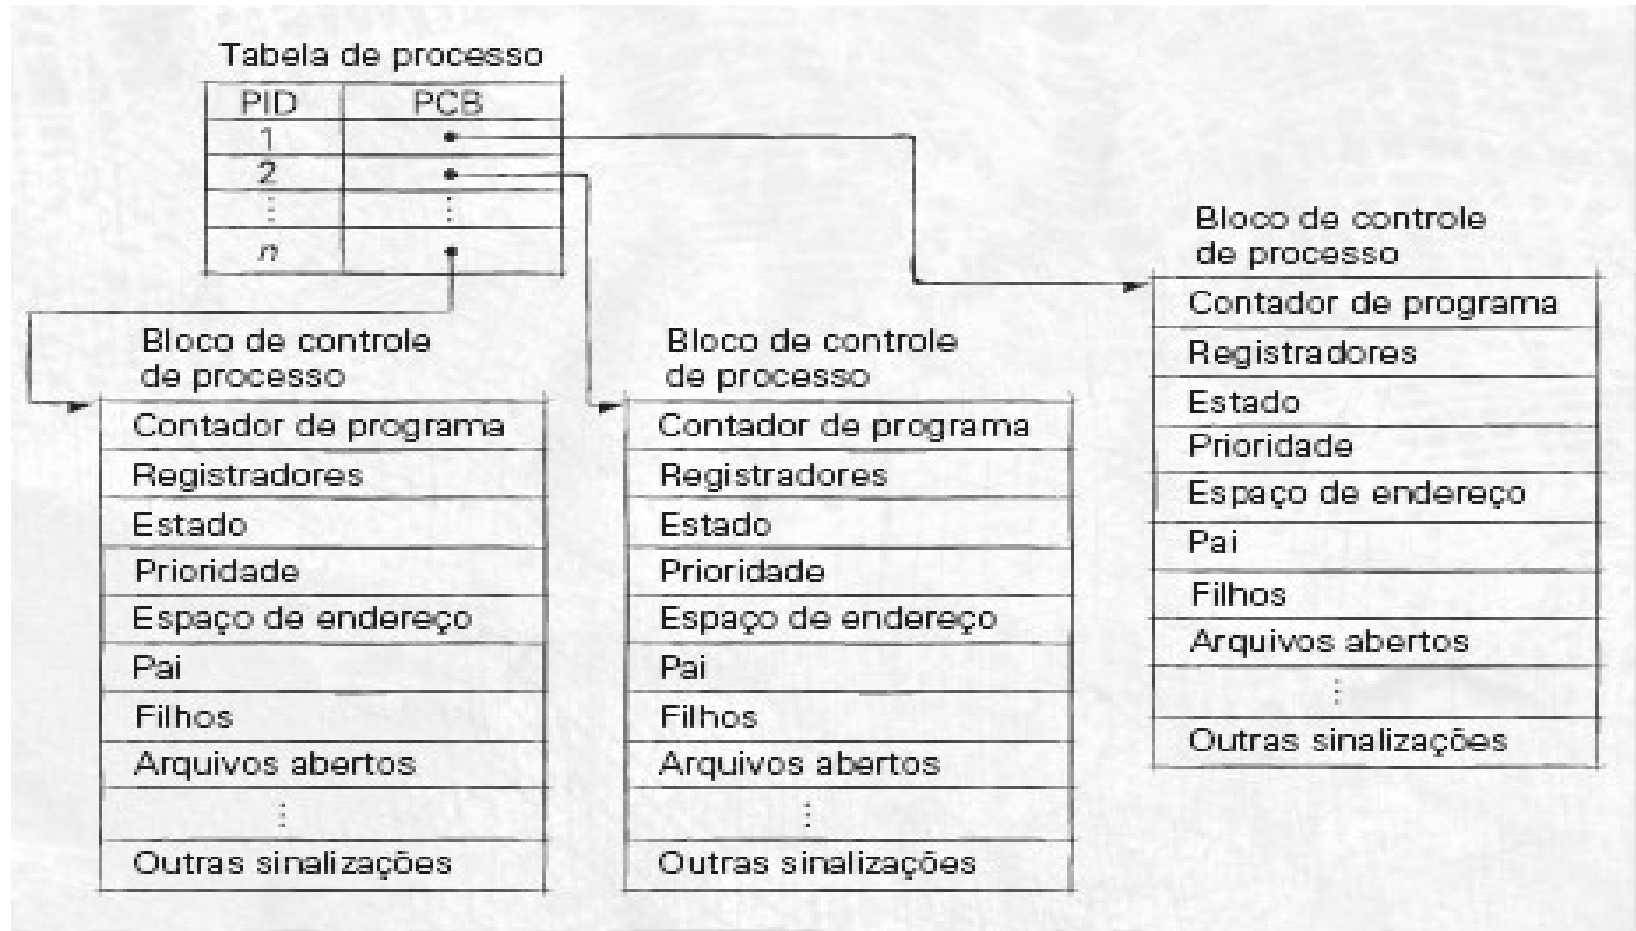 Tabela de processo
PID PCB
1
2
n
Bloco de controle
de processo
Contador de programa
Registradores
Estado
Prioridade
Espaço de endereço
Pai
Filhos
Arquivos abertos
Outras sinalizações
Bloco de controle
de processo
Contador de programa
Registradores
Estado
Prioridade
Espaço de endereço
Pai
Filhos
Arquivos abertos
Outras sinalizações
Bloco de controle
de processo
Contador de programa
Registradores
Estado
Prioridade
Espaço de endereço
Pai
Filhos
Arquivos abertos
Outras sinalizações